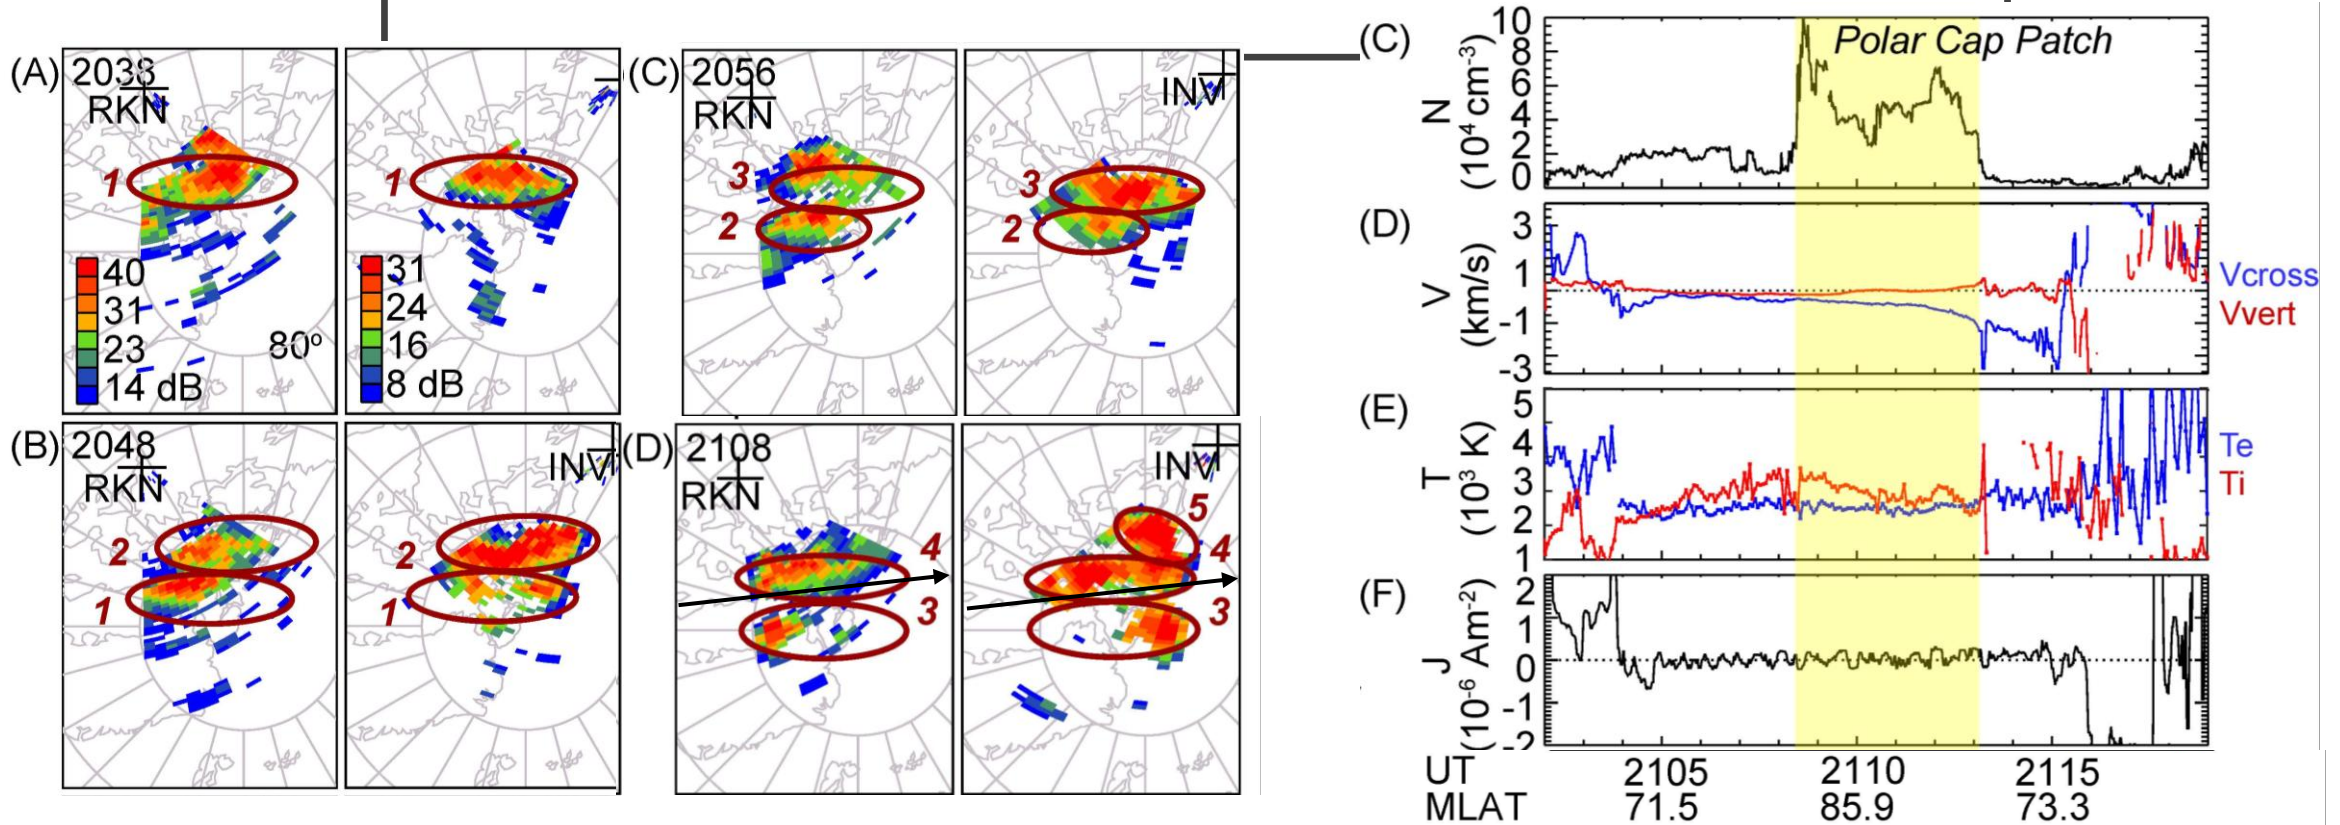 (A) 2038
RKN
1
1
40
31
23
14 dB
31
24
16
8 dB
80º
(C) 2056
RKN
INV
3
2
3
2
(B) 2048
RKN
INV
2
1
2
1
(D) 2108
RKN
INV
4
3
5
4
3
(C)
Polar Cap Patch
N
(10⁴ cm⁻³)
10
8
6
4
2
0
(D)
V
(km/s)
3
1
-1
-3
Vcross
Vvert
(E)
T
(10³ K)
5
4
3
2
1
Te
Ti
(F)
J
(10⁻⁶ Am⁻²)
2
1
0
-1
-2
UT 2105 2110 2115
MLAT 71.5 85.9 73.3